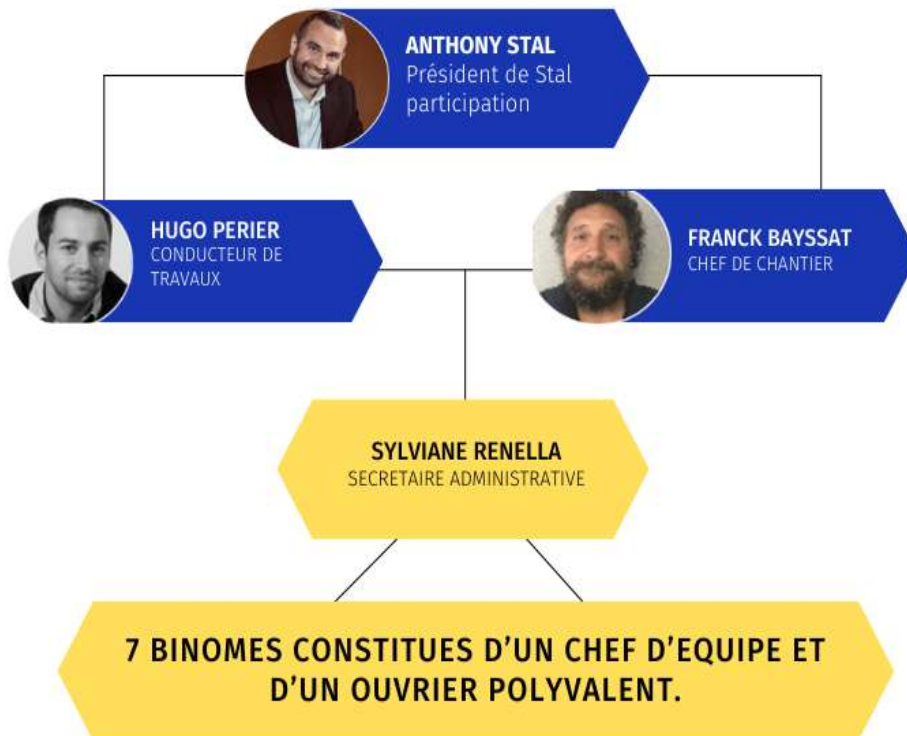 ANTHONY STAL
Président de Stal
participation
HUGO PERIER
CONDUCTEUR DE
TRAVAUX
FRANCK BAYSSAT
CHEF DE CHANTIER
SYLVIANE RENELLA
SECRETAIRE ADMINISTRATIVE
7 BINOMES CONSTITUES D'UN CHEF D'EQUIPE ET
D'UN OUVRIER POLYVALENT.